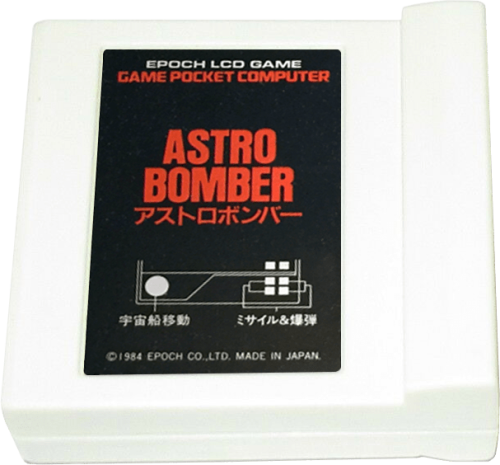 EPOCH LCD GAME
GAME POCKET COMPUTER
ASTRO
BOMBER
アストロボンバー
宇宙船移動 ミサイル&爆弾
©1984 EPOCH CO.,LTD. MADE IN JAPAN.